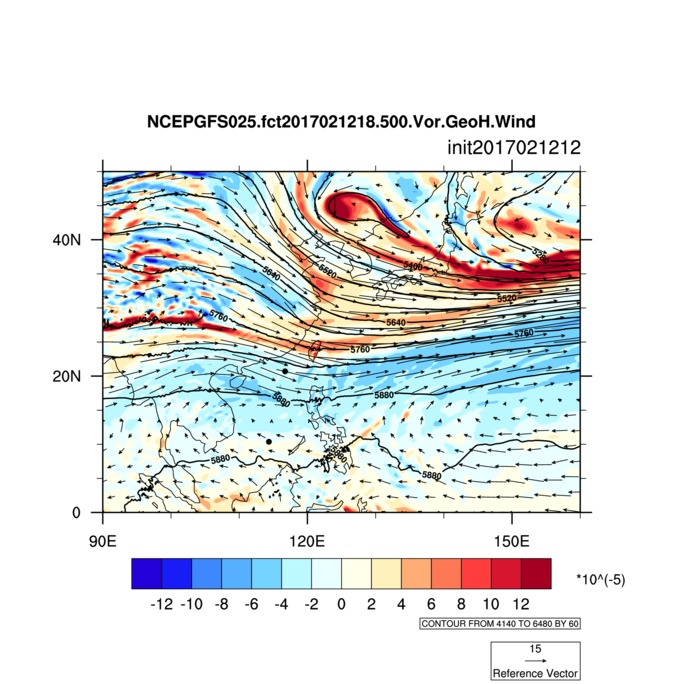 NCEPGFS025.fct2017021218.500.Vor.GeoH.Wind
init2017021212
40N
20N
0
90E 120E 150E
5640
5520
5400
5280
5760
5520
5640
5760
5760
5880
5880
5880
5880
-12 -10 -8 -6 -4 -2 0 2 4 6 8 10 12
*10^(-5)
CONTOUR FROM 4140 TO 6480 BY 60
15
Reference Vector